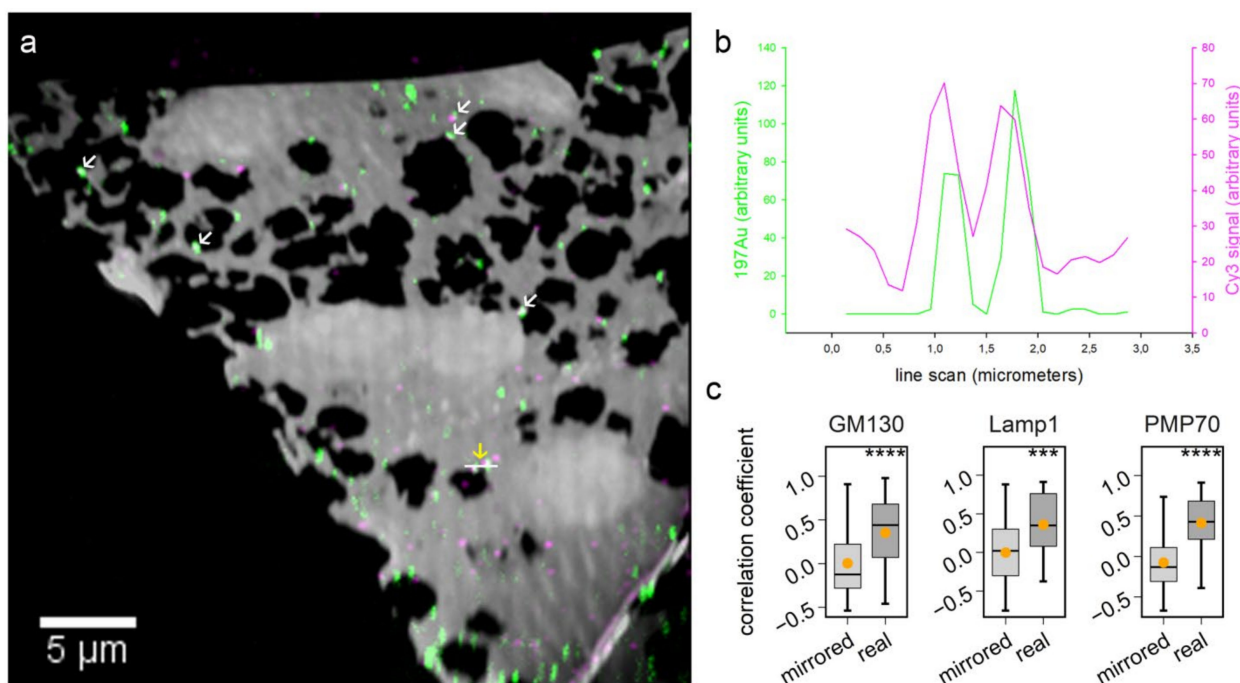 a
5 µm
b
140
120
100
80
60
40
20
0
197Au (arbitrary units)
80
70
60
50
40
30
20
10
0
Cy3 signal (arbitrary units)
0,0 0,5 1,0 1,5 2,0 2,5 3,0 3,5
line scan (micrometers)
c
correlation coefficient
GM130
****
1.0
0.5
0.0
−0.5
mirrored
real
Lamp1
***
1.0
0.5
0.0
−0.5
mirrored
real
PMP70
****
1.0
0.5
0.0
−0.5
mirrored
real